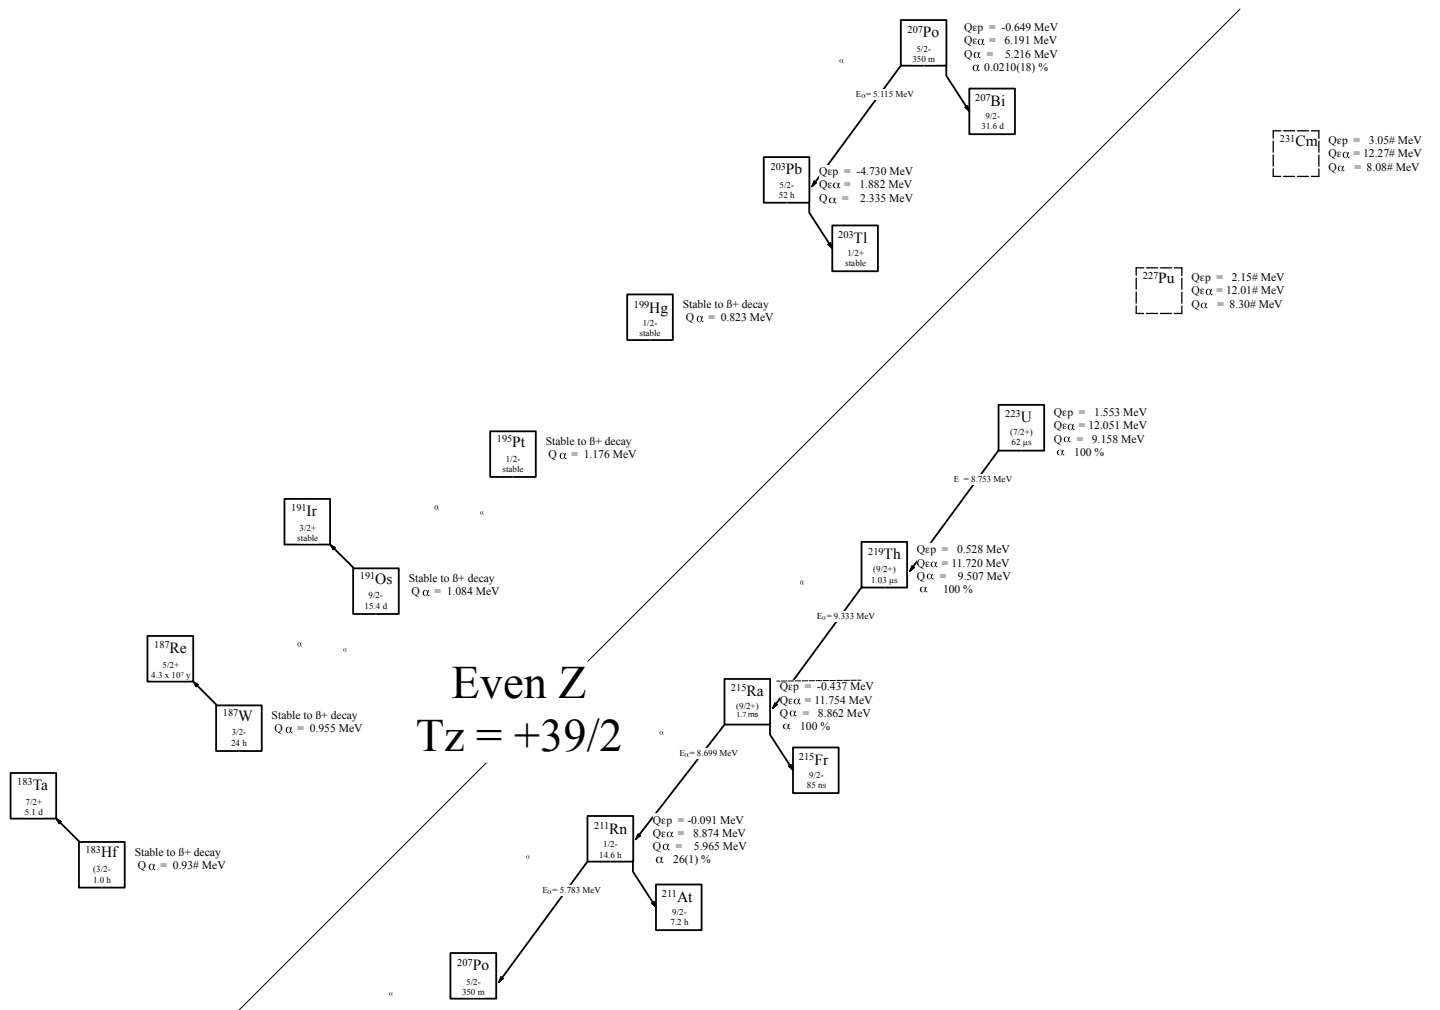 207Po
5/2-
350 m
Qεp = -0.649 MeV
Qεα = 6.191 MeV
Qα = 5.216 MeV
α 0.0210(18) %
α
Eα= 5.115 MeV
207Bi
9/2-
31.6 d
231Cm
Qεp = 3.05# MeV
Qεα = 12.27# MeV
Qα = 8.08# MeV
203Pb
5/2-
52 h
Qεp = -4.730 MeV
Qεα = 1.882 MeV
Qα = 2.335 MeV
203Tl
1/2+
stable
227Pu
Qεp = 2.15# MeV
Qεα = 12.01# MeV
Qα = 8.30# MeV
199Hg
1/2-
stable
Stable to ß+ decay
Q α = 0.823 MeV
223U
(7/2+)
62 µs
Qεp = 1.553 MeV
Qεα = 12.051 MeV
Qα = 9.158 MeV
α 100 %
195Pt
1/2-
stable
Stable to ß+ decay
Q α = 1.176 MeV
E = 8.753 MeV
191Ir
3/2+
stable
α
α
219Th
(9/2+)
1.03 µs
Qεp = 0.528 MeV
Qεα = 11.720 MeV
Qα = 9.507 MeV
α 100 %
191Os
9/2-
15.4 d
Stable to ß+ decay
Q α = 1.084 MeV
α
Eα= 9.333 MeV
187Re
5/2+
4.3 x 10⁷ y
α
α
Even Z
Tz = +39/2
215Ra
(9/2+)
1.7 ms
Qεp = -0.437 MeV
Qεα = 11.754 MeV
Qα = 8.862 MeV
α 100 %
187W
3/2-
24 h
Stable to ß+ decay
Q α = 0.955 MeV
α
Eα= 8.699 MeV
215Fr
9/2-
85 ns
183Ta
7/2+
5.1 d
211Rn
1/2-
14.6 h
Qεp = -0.091 MeV
Qεα = 8.874 MeV
Qα = 5.965 MeV
α 26(1) %
183Hf
(3/2-
1.0 h
Stable to ß+ decay
Q α = 0.93# MeV
α
Eα= 5.783 MeV
211At
9/2-
7.2 h
207Po
5/2-
350 m
α